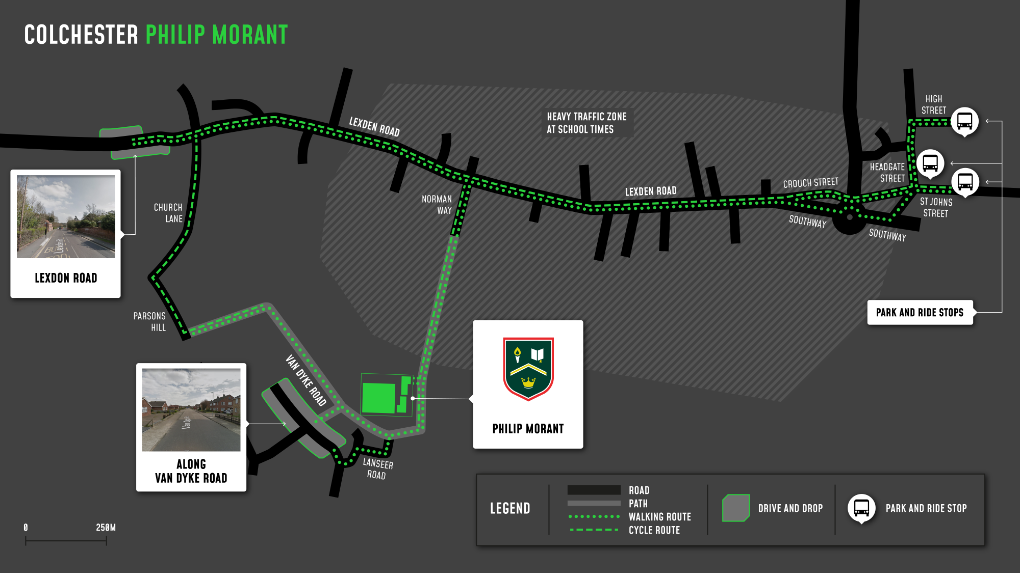 COLCHESTER PHILIP MORANT
HEAVY TRAFFIC ZONE
AT SCHOOL TIMES
HIGH
STREET
LEXDEN ROAD
HEADGATE
STREET
CROUCH STREET
LEXDEN ROAD
NORMAN
WAY
ST JOHNS
STREET
CHURCH
LANE
SOUTHWAY
SOUTHWAY
LEXDON ROAD
PARK AND RIDE STOPS
PARSONS
HILL
VAN DYKE ROAD
PHILIP MORANT
ALONG
VAN DYKE ROAD
LANSEER
ROAD
LEGEND
ROAD
PATH
WALKING ROUTE
CYCLE ROUTE
DRIVE AND DROP
PARK AND RIDE STOP
0 250M